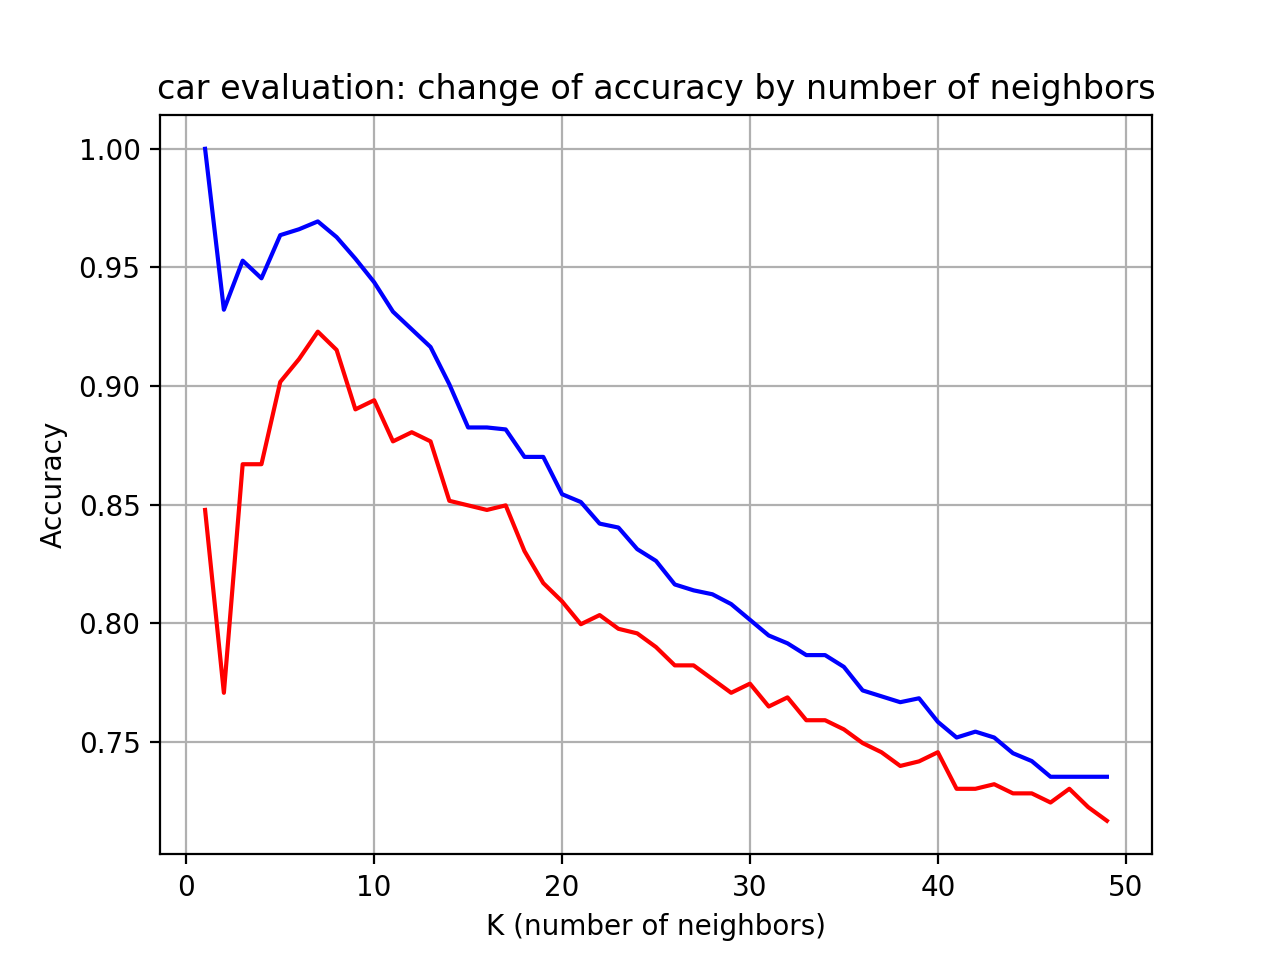 car evaluation: change of accuracy by number of neighbors
1.00
0.95
0.90
0.85
0.80
0.75
Accuracy
0 10 20 30 40 50
K (number of neighbors)